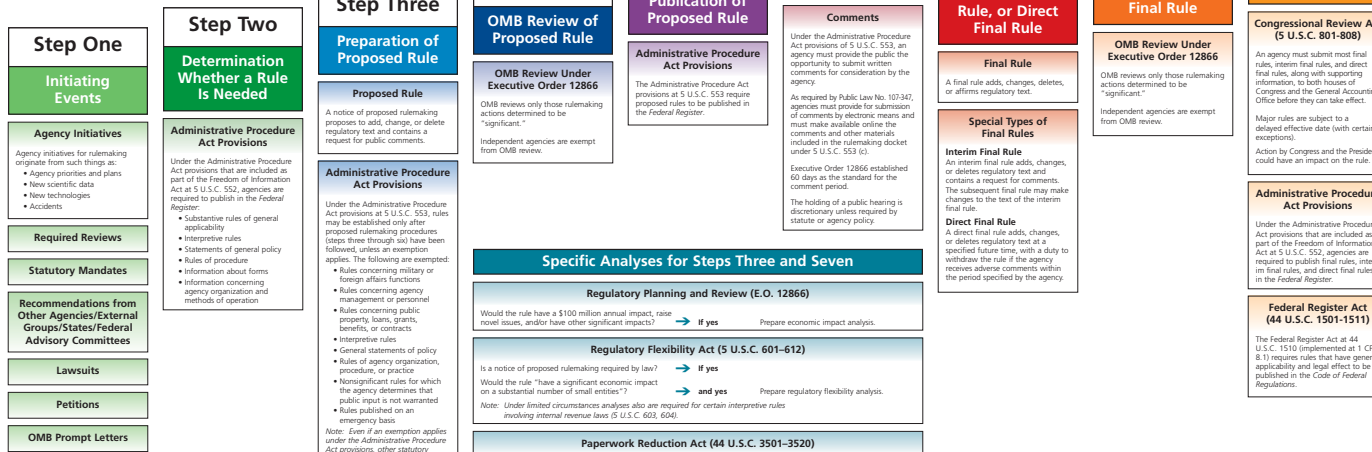 Step One
Initiating
Events
Agency Initiatives
Agency initiatives for rulemaking
originate from such things as:
• Agency priorities and plans
• New scientific data
• New technologies
• Accidents
Required Reviews
Statutory Mandates
Recommendations from
Other Agencies/External
Groups/States/Federal
Advisory Committees
Lawsuits
Petitions
OMB Prompt Letters
Step Two
Determination
Whether a Rule
Is Needed
Administrative Procedure
Act Provisions
Under the Administrative Procedure
Act provisions that are included as
part of the Freedom of Information
Act at 5 U.S.C. 552, agencies are
required to publish in the Federal
Register:
• Substantive rules of general
applicability
• Interpretive rules
• Statements of general policy
• Rules of procedure
• Information about forms
• Information concerning
agency organization and
methods of operation
Step Three
Preparation of
Proposed Rule
Proposed Rule
A notice of proposed rulemaking
proposes to add, change, or delete
regulatory text and contains a
request for public comments.
Administrative Procedure
Act Provisions
Under the Administrative Procedure
Act provisions at 5 U.S.C. 553, rules
may be established only after
proposed rulemaking procedures
(steps three through six) have been
followed, unless an exemption
applies. The following are exempted:
• Rules concerning military or
foreign affairs functions
• Rules concerning agency
management or personnel
• Rules concerning public
property, loans, grants,
benefits, or contracts
• Interpretive rules
• General statements of policy
• Rules of agency organization,
procedure, or practice
• Nonsignificant rules for which
the agency determines that
public input is not warranted
• Rules published on an
emergency basis
Note: Even if an exemption applies
under the Administrative Procedure
Act provisions, other statutory
OMB Review of
Proposed Rule
OMB Review Under
Executive Order 12866
OMB reviews only those rulemaking
actions determined to be
“significant.”
Independent agencies are exempt
from OMB review.
Publication of
Proposed Rule
Administrative Procedure
Act Provisions
The Administrative Procedure Act
provisions at 5 U.S.C. 553 require
proposed rules to be published in
the Federal Register.
Comments
Under the Administrative Procedure
Act provisions of 5 U.S.C. 553, an
agency must provide the public the
opportunity to submit written
comments for consideration by the
agency.
As required by Public Law No. 107-347,
agencies must provide for submission
of comments by electronic means and
must make available online the
comments and other materials
included in the rulemaking docket
under 5 U.S.C. 553 (c).
Executive Order 12866 established
60 days as the standard for the
comment period.
The holding of a public hearing is
discretionary unless required by
statute or agency policy.
Specific Analyses for Steps Three and Seven
Regulatory Planning and Review (E.O. 12866)
Would the rule have a $100 million annual impact, raise
novel issues, and/or have other significant impacts? ➔ If yes Prepare economic impact analysis.
Regulatory Flexibility Act (5 U.S.C. 601–612)
Is a notice of proposed rulemaking required by law? ➔ If yes
Would the rule “have a significant economic impact
on a substantial number of small entities”? ➔ and yes Prepare regulatory flexibility analysis.
Note: Under limited circumstances analyses also are required for certain interpretive rules
involving internal revenue laws (5 U.S.C. 603, 604).
Paperwork Reduction Act (44 U.S.C. 3501–3520)
Rule, or Direct
Final Rule
Final Rule
A final rule adds, changes, deletes,
or affirms regulatory text.
Special Types of
Final Rules
Interim Final Rule
An interim final rule adds, changes,
or deletes regulatory text and
contains a request for comments.
The subsequent final rule may make
changes to the text of the interim
final rule.
Direct Final Rule
A direct final rule adds, changes,
or deletes regulatory text at a
specified future time, with a duty to
withdraw the rule if the agency
receives adverse comments within
the period specified by the agency.
Final Rule
OMB Review Under
Executive Order 12866
OMB reviews only those rulemaking
actions determined to be
“significant.”
Independent agencies are exempt
from OMB review.
Congressional Review A
(5 U.S.C. 801-808)
An agency must submit most final
rules, interim final rules, and direct
final rules, along with supporting
information, to both houses of
Congress and the General Accountin
Office before they can take effect.
Major rules are subject to a
delayed effective date (with certain
exceptions).
Action by Congress and the Preside
could have an impact on the rule.
Administrative Procedur
Act Provisions
Under the Administrative Procedur
Act provisions that are included as
part of the Freedom of Information
Act at 5 U.S.C. 552, agencies are
required to publish final rules, inter
im final rules, and direct final rules
in the Federal Register.
Federal Register Act
(44 U.S.C. 1501-1511)
The Federal Register Act at 44
U.S.C. 1510 (implemented at 1 CF
8.1) requires rules that have gener
applicability and legal effect to be
published in the Code of Federal
Regulations.